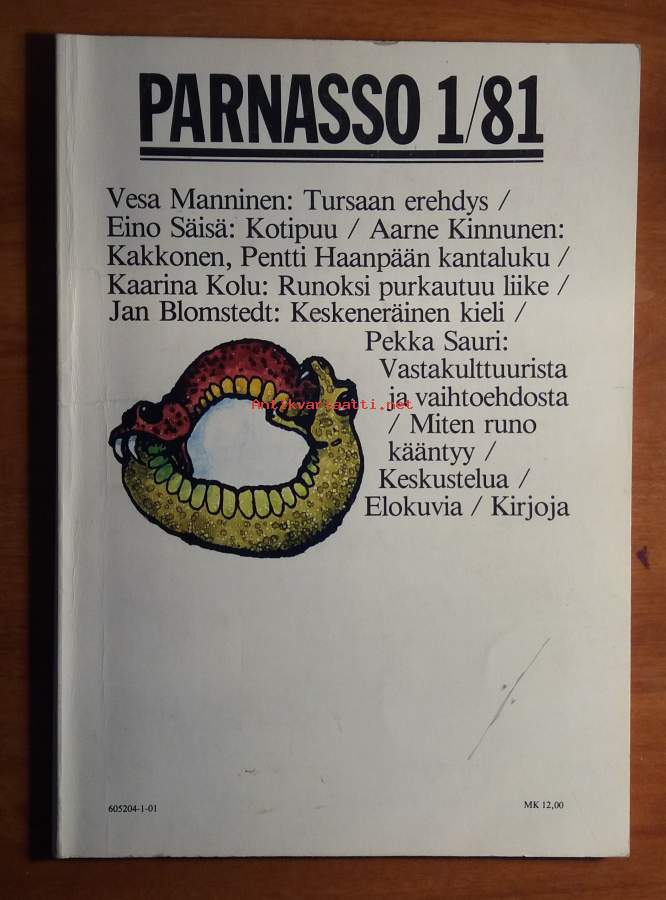 PARNASSO 1/81
Vesa Manninen: Tursaan erehdys /
Eino Säisä: Kotipuu / Aarne Kinnunen:
Kakkonen, Pentti Haanpään kantaluku /
Kaarina Kolu: Runoksi purkautuu liike /
Jan Blomstedt: Keskeneräinen kieli /
Pekka Sauri:
Vastakulttuurista
ja vaihtoehdosta
/ Miten runo
kääntyy /
Keskustelua /
Elokuvia / Kirjoja
Antikvariaatti.net
605204-1-01
MK 12,00